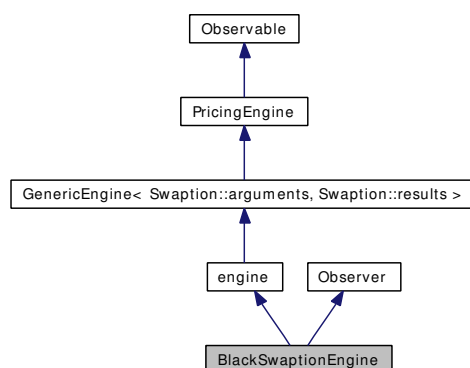 Observable
PricingEngine
GenericEngine< Swaption::arguments, Swaption::results >
engine
Observer
BlackSwaptionEngine